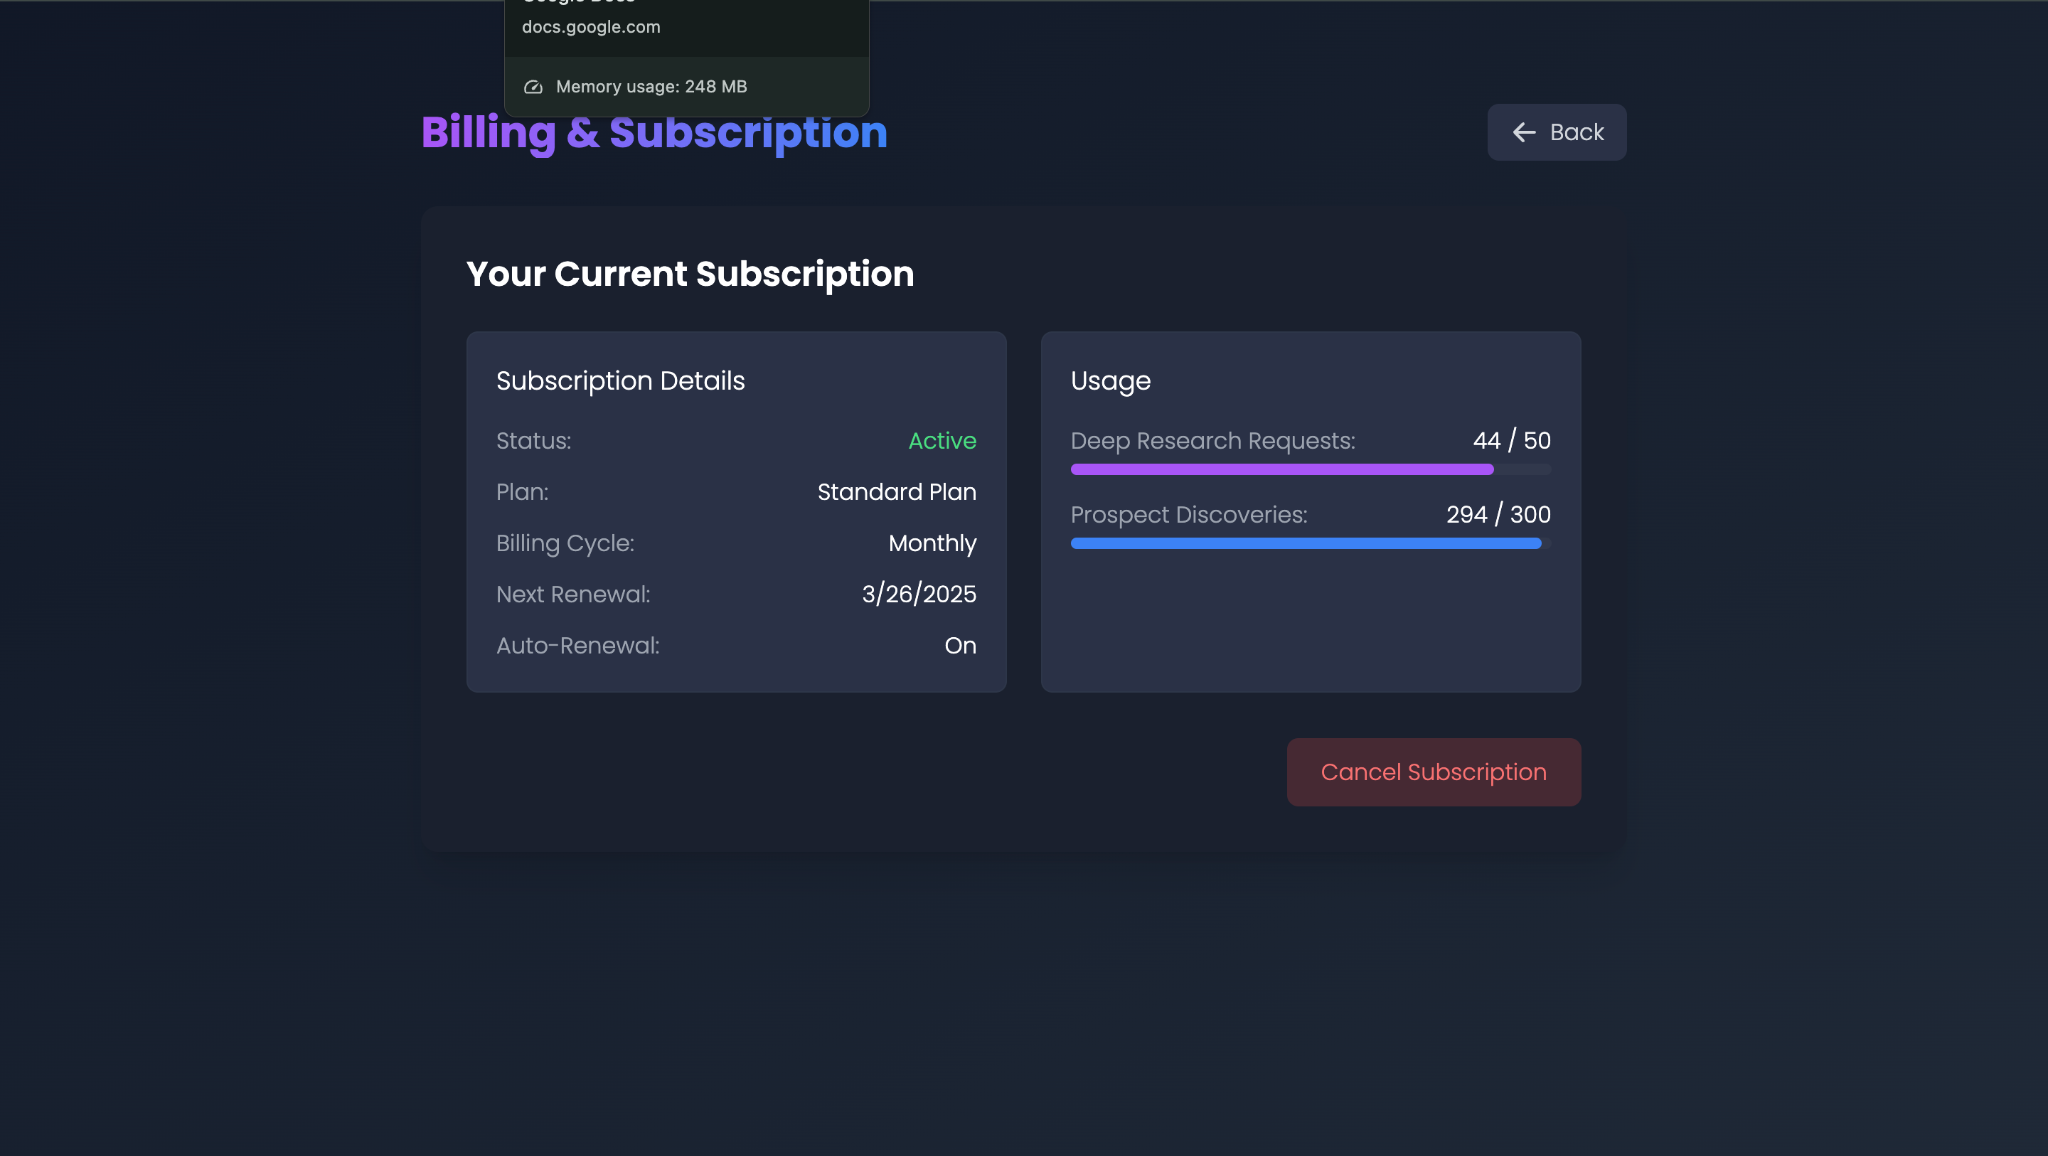 Google Docs
docs.google.com
Memory usage: 248 MB
Billing & Subscription
Back
Your Current Subscription
Subscription Details
Status: Active
Plan: Standard Plan
Billing Cycle: Monthly
Next Renewal: 3/26/2025
Auto-Renewal: On
Usage
Deep Research Requests: 44 / 50
Prospect Discoveries: 294 / 300
Cancel Subscription